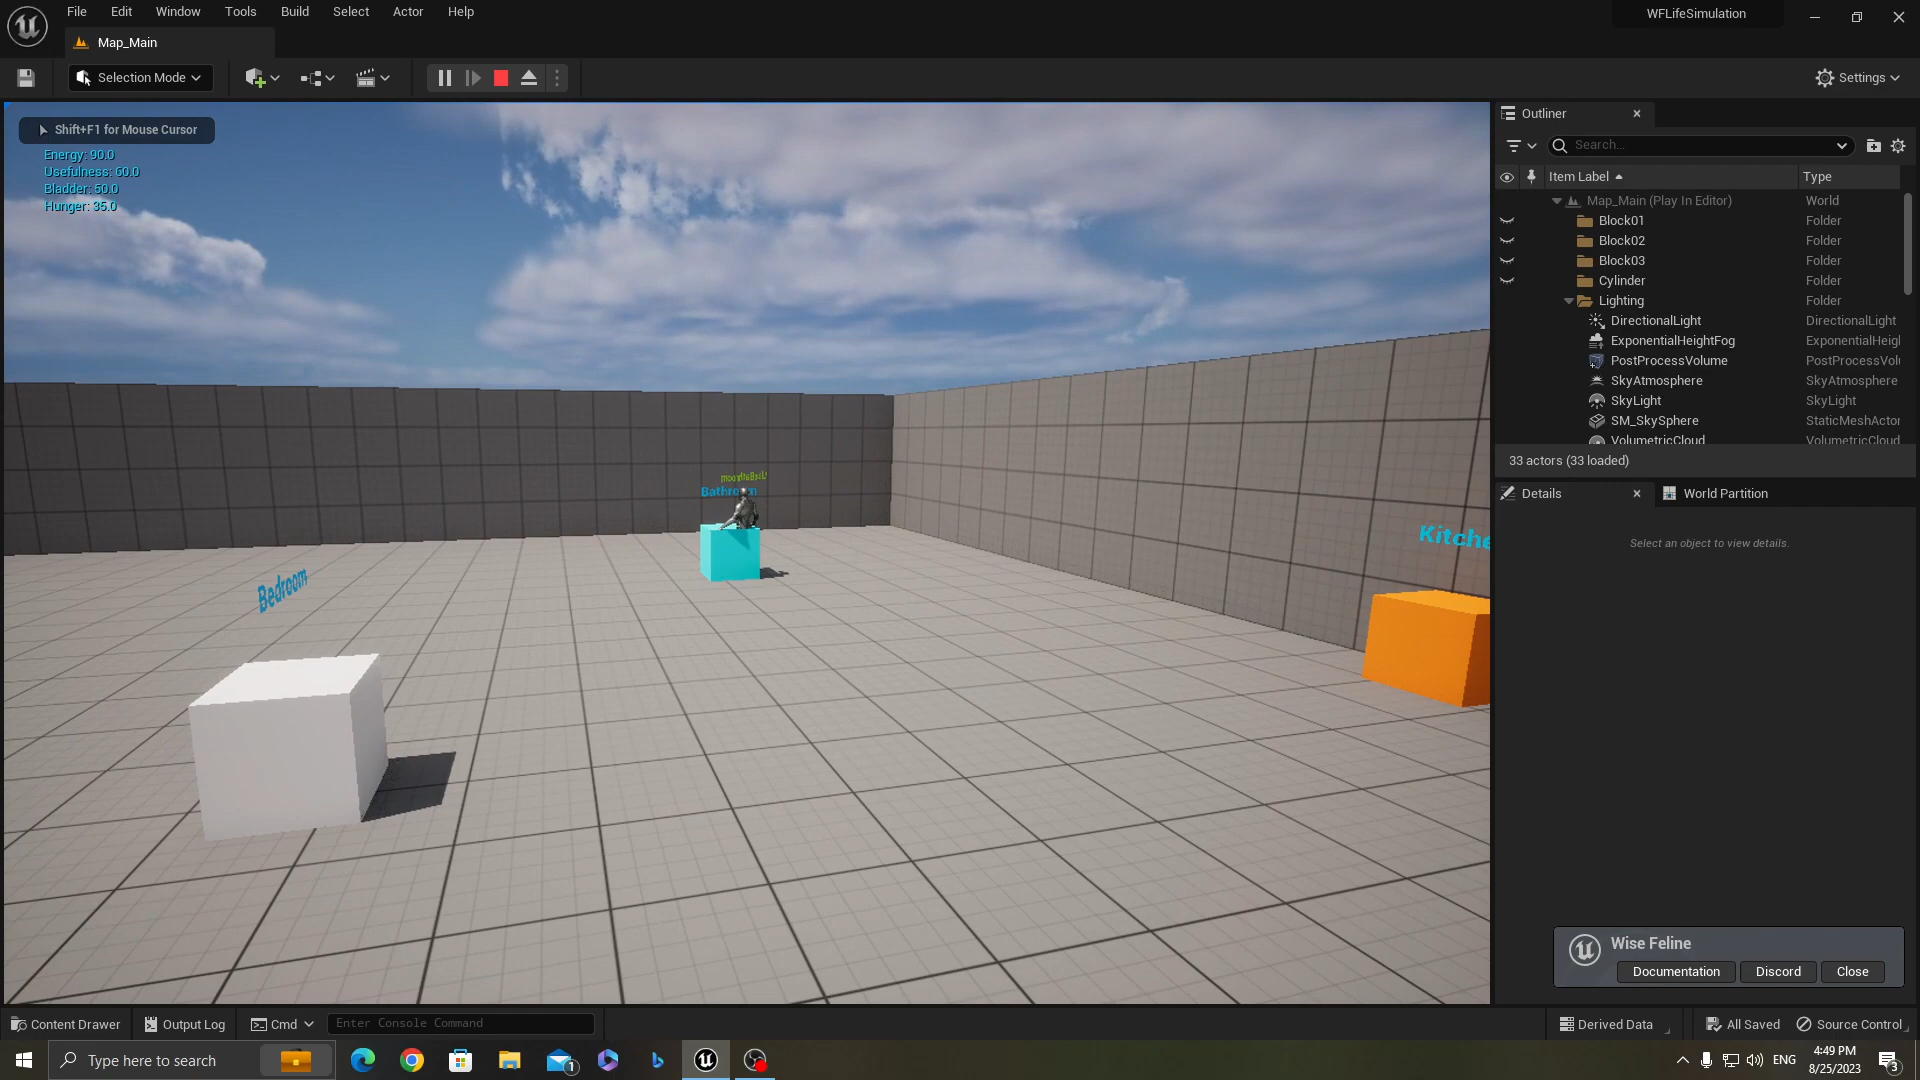 File Edit Window Tools Build Select Actor Help
WFLifeSimulation
Map_Main
Selection Mode
Settings
Shift+F1 for Mouse Cursor
Energy: 90.0
Usefulness: 60.0
Bladder: 50.0
Hunger: 35.0
Bathroom
Bedroom
Kitche
Outliner
Search...
Item Label Type
Map_Main (Play In Editor) World
Block01 Folder
Block02 Folder
Block03 Folder
Cylinder Folder
Lighting Folder
DirectionalLight DirectionalLight
ExponentialHeightFog ExponentialHeigh
PostProcessVolume PostProcessVolu
SkyAtmosphere SkyAtmosphere
SkyLight SkyLight
SM_SkySphere StaticMeshActor
VolumetricCloud VolumetricCloud
33 actors (33 loaded)
Details World Partition
Select an object to view details.
Wise Feline
Documentation Discord Close
Content Drawer Output Log Cmd Enter Console Command Derived Data All Saved Source Control
Type here to search
1
ENG
4:49 PM
8/25/2023
3